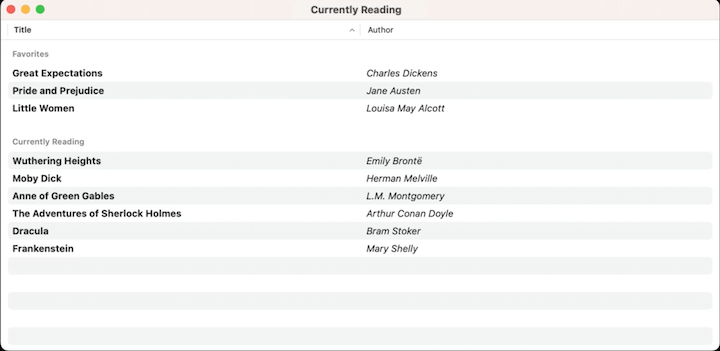 Currently Reading
Title Author
Favorites
Great Expectations Charles Dickens
Pride and Prejudice Jane Austen
Little Women Louisa May Alcott
Currently Reading
Wuthering Heights Emily Brontë
Moby Dick Herman Melville
Anne of Green Gables L.M. Montgomery
The Adventures of Sherlock Holmes Arthur Conan Doyle
Dracula Bram Stoker
Frankenstein Mary Shelly